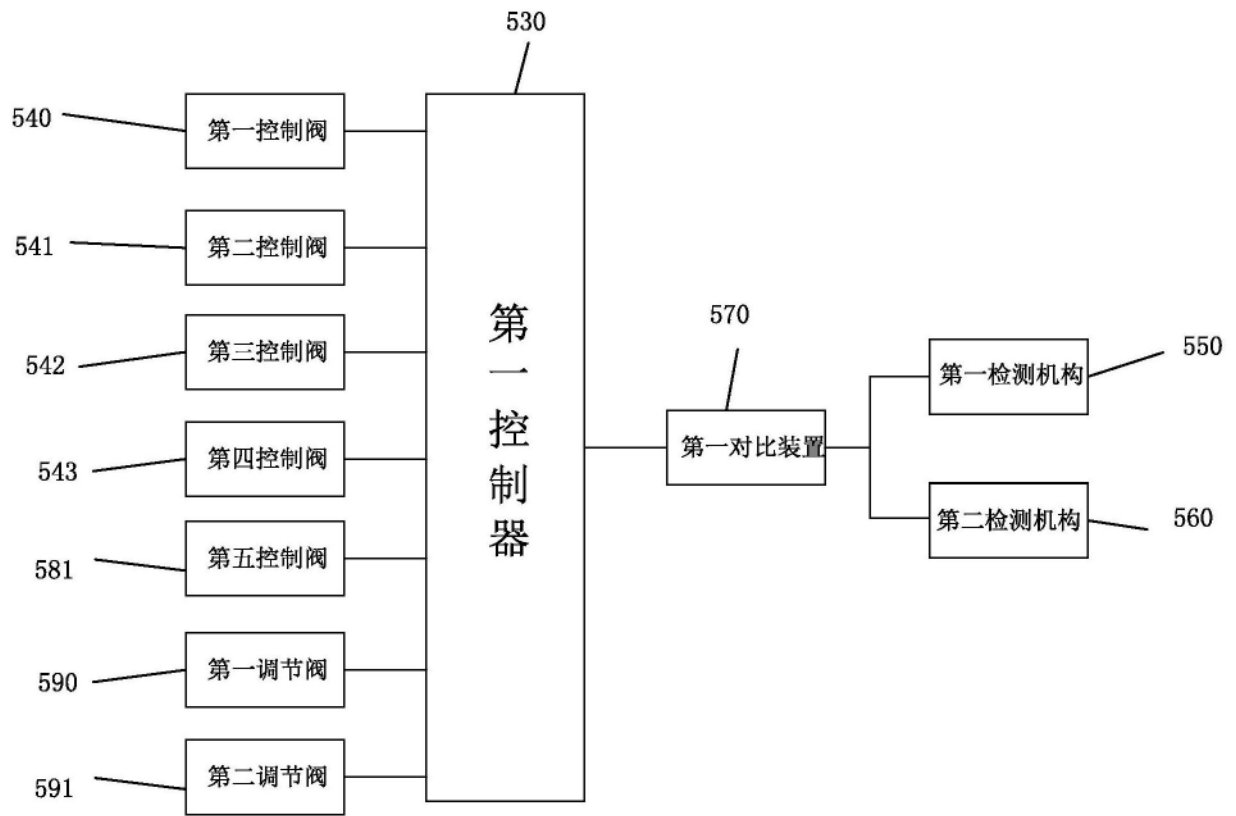 530
540
第一控制阀
541
第二控制阀
542
第三控制阀
543
第四控制阀
581
第五控制阀
590
第一调节阀
591
第二调节阀
第一控制器
570
第一对比装置
550
第一检测机构
560
第二检测机构